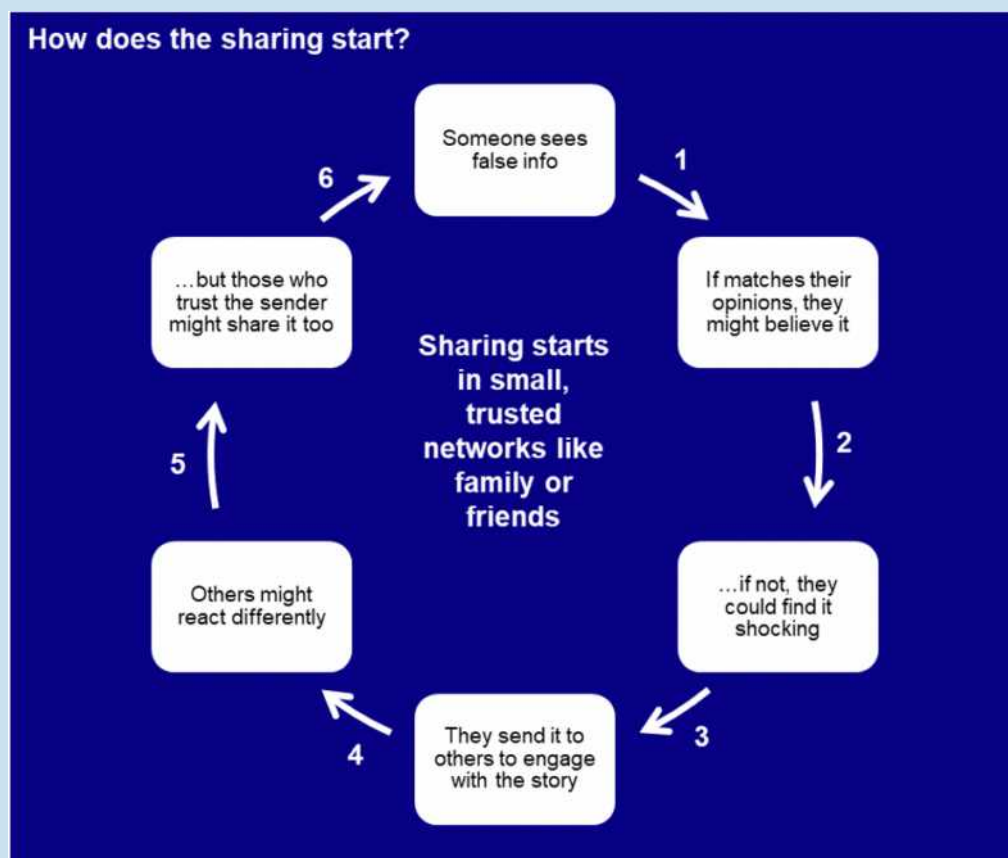 How does the sharing start?
Someone sees
false info
1
If matches their
opinions, they
might believe it
2
…if not, they
could find it
shocking
3
They send it to
others to engage
with the story
4
Others might
react differently
5
…but those who
trust the sender
might share it too
6
Sharing starts
in small,
trusted
networks like
family or
friends